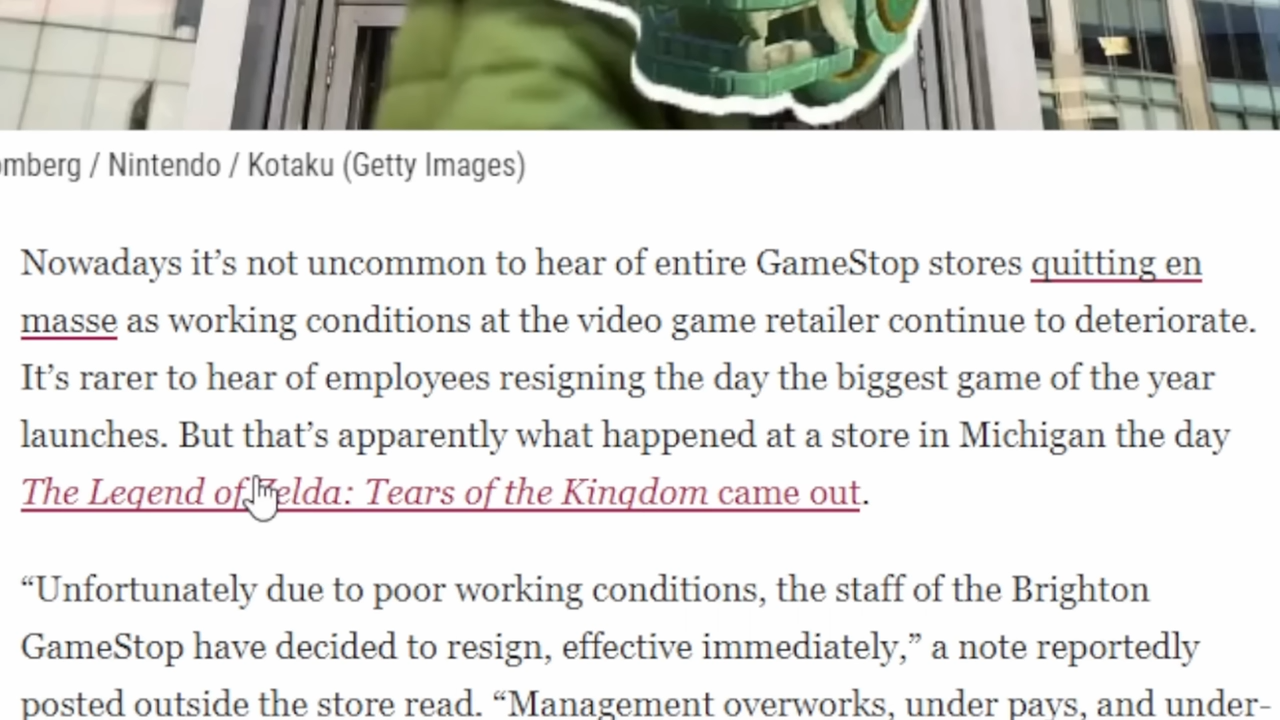 / Nintendo / Kotaku (Getty Images)
Nowadays it’s not uncommon to hear of entire GameStop stores quitting en
masse as working conditions at the video game retailer continue to deteriorate.
It’s rarer to hear of employees resigning the day the biggest game of the year
launches. But that’s apparently what happened at a store in Michigan the day
The Legend of Zelda: Tears of the Kingdom came out.
“Unfortunately due to poor working conditions, the staff of the Brighton
GameStop have decided to resign, effective immediately,” a note reportedly
posted outside the store read. “Management overworks, under pays, and under-